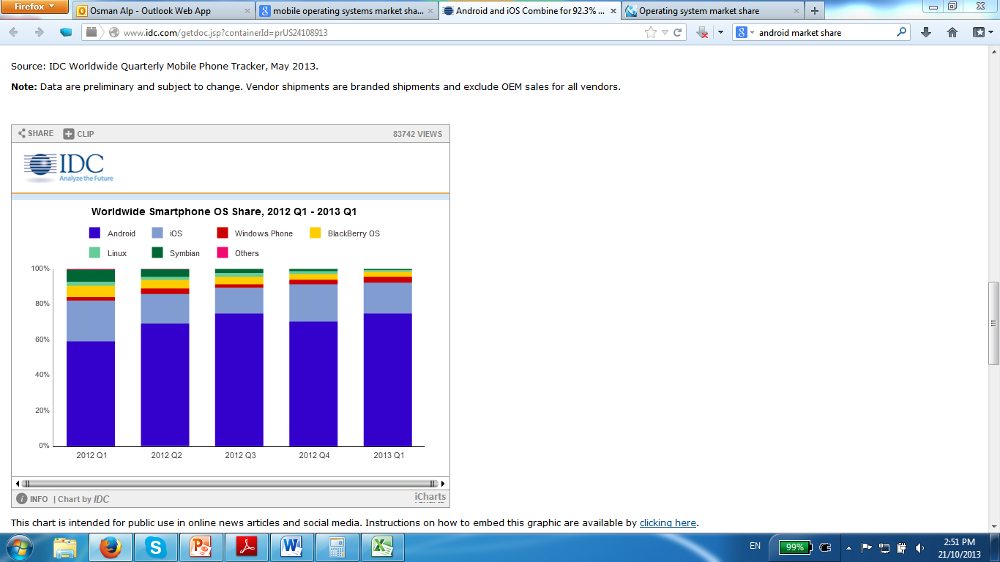 Firefox
Osman Alp - Outlook Web App
mobile operating systems market sha...
Android and iOS Combine for 92.3% ...
Operating system market share
www.idc.com/getdoc.jsp?containerId=prUS24108913
android market share
Source: IDC Worldwide Quarterly Mobile Phone Tracker, May 2013.
Note: Data are preliminary and subject to change. Vendor shipments are branded shipments and exclude OEM sales for all vendors.
SHARE CLIP 83742 VIEWS
IDC
Analyze the Future
Worldwide Smartphone OS Share, 2012 Q1 - 2013 Q1
Android iOS Windows Phone BlackBerry OS
Linux Symbian Others
100%
80%
60%
40%
20%
0%
2012 Q1 2012 Q2 2012 Q3 2012 Q4 2013 Q1
INFO | Chart by IDC iCharts
This chart is intended for public use in online news articles and social media. Instructions on how to embed this graphic are available by clicking here.
EN 99% 2:51 PM
21/10/2013